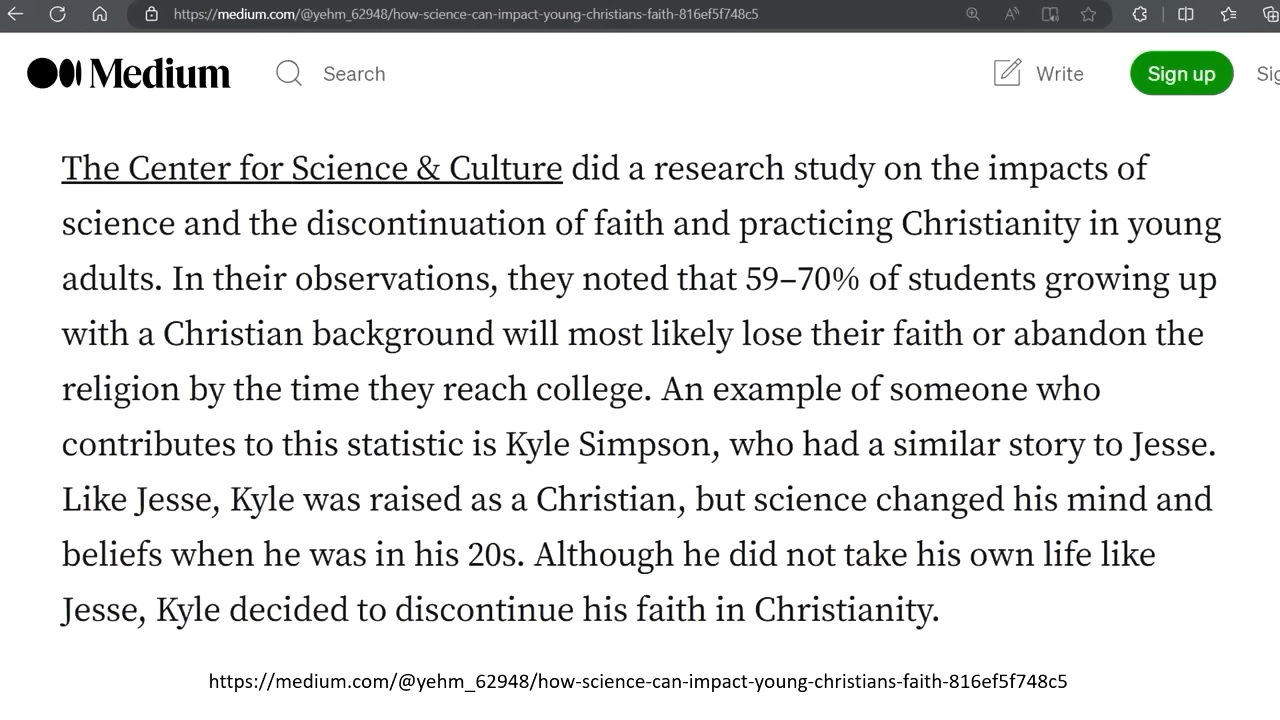 https://medium.com/@yehm_62948/how-science-can-impact-young-christians-faith-816ef5f748c5
Medium Search Write Sign up Sig
The Center for Science & Culture did a research study on the impacts of
science and the discontinuation of faith and practicing Christianity in young
adults. In their observations, they noted that 59–70% of students growing up
with a Christian background will most likely lose their faith or abandon the
religion by the time they reach college. An example of someone who
contributes to this statistic is Kyle Simpson, who had a similar story to Jesse.
Like Jesse, Kyle was raised as a Christian, but science changed his mind and
beliefs when he was in his 20s. Although he did not take his own life like
Jesse, Kyle decided to discontinue his faith in Christianity.
https://medium.com/@yehm_62948/how-science-can-impact-young-christians-faith-816ef5f748c5